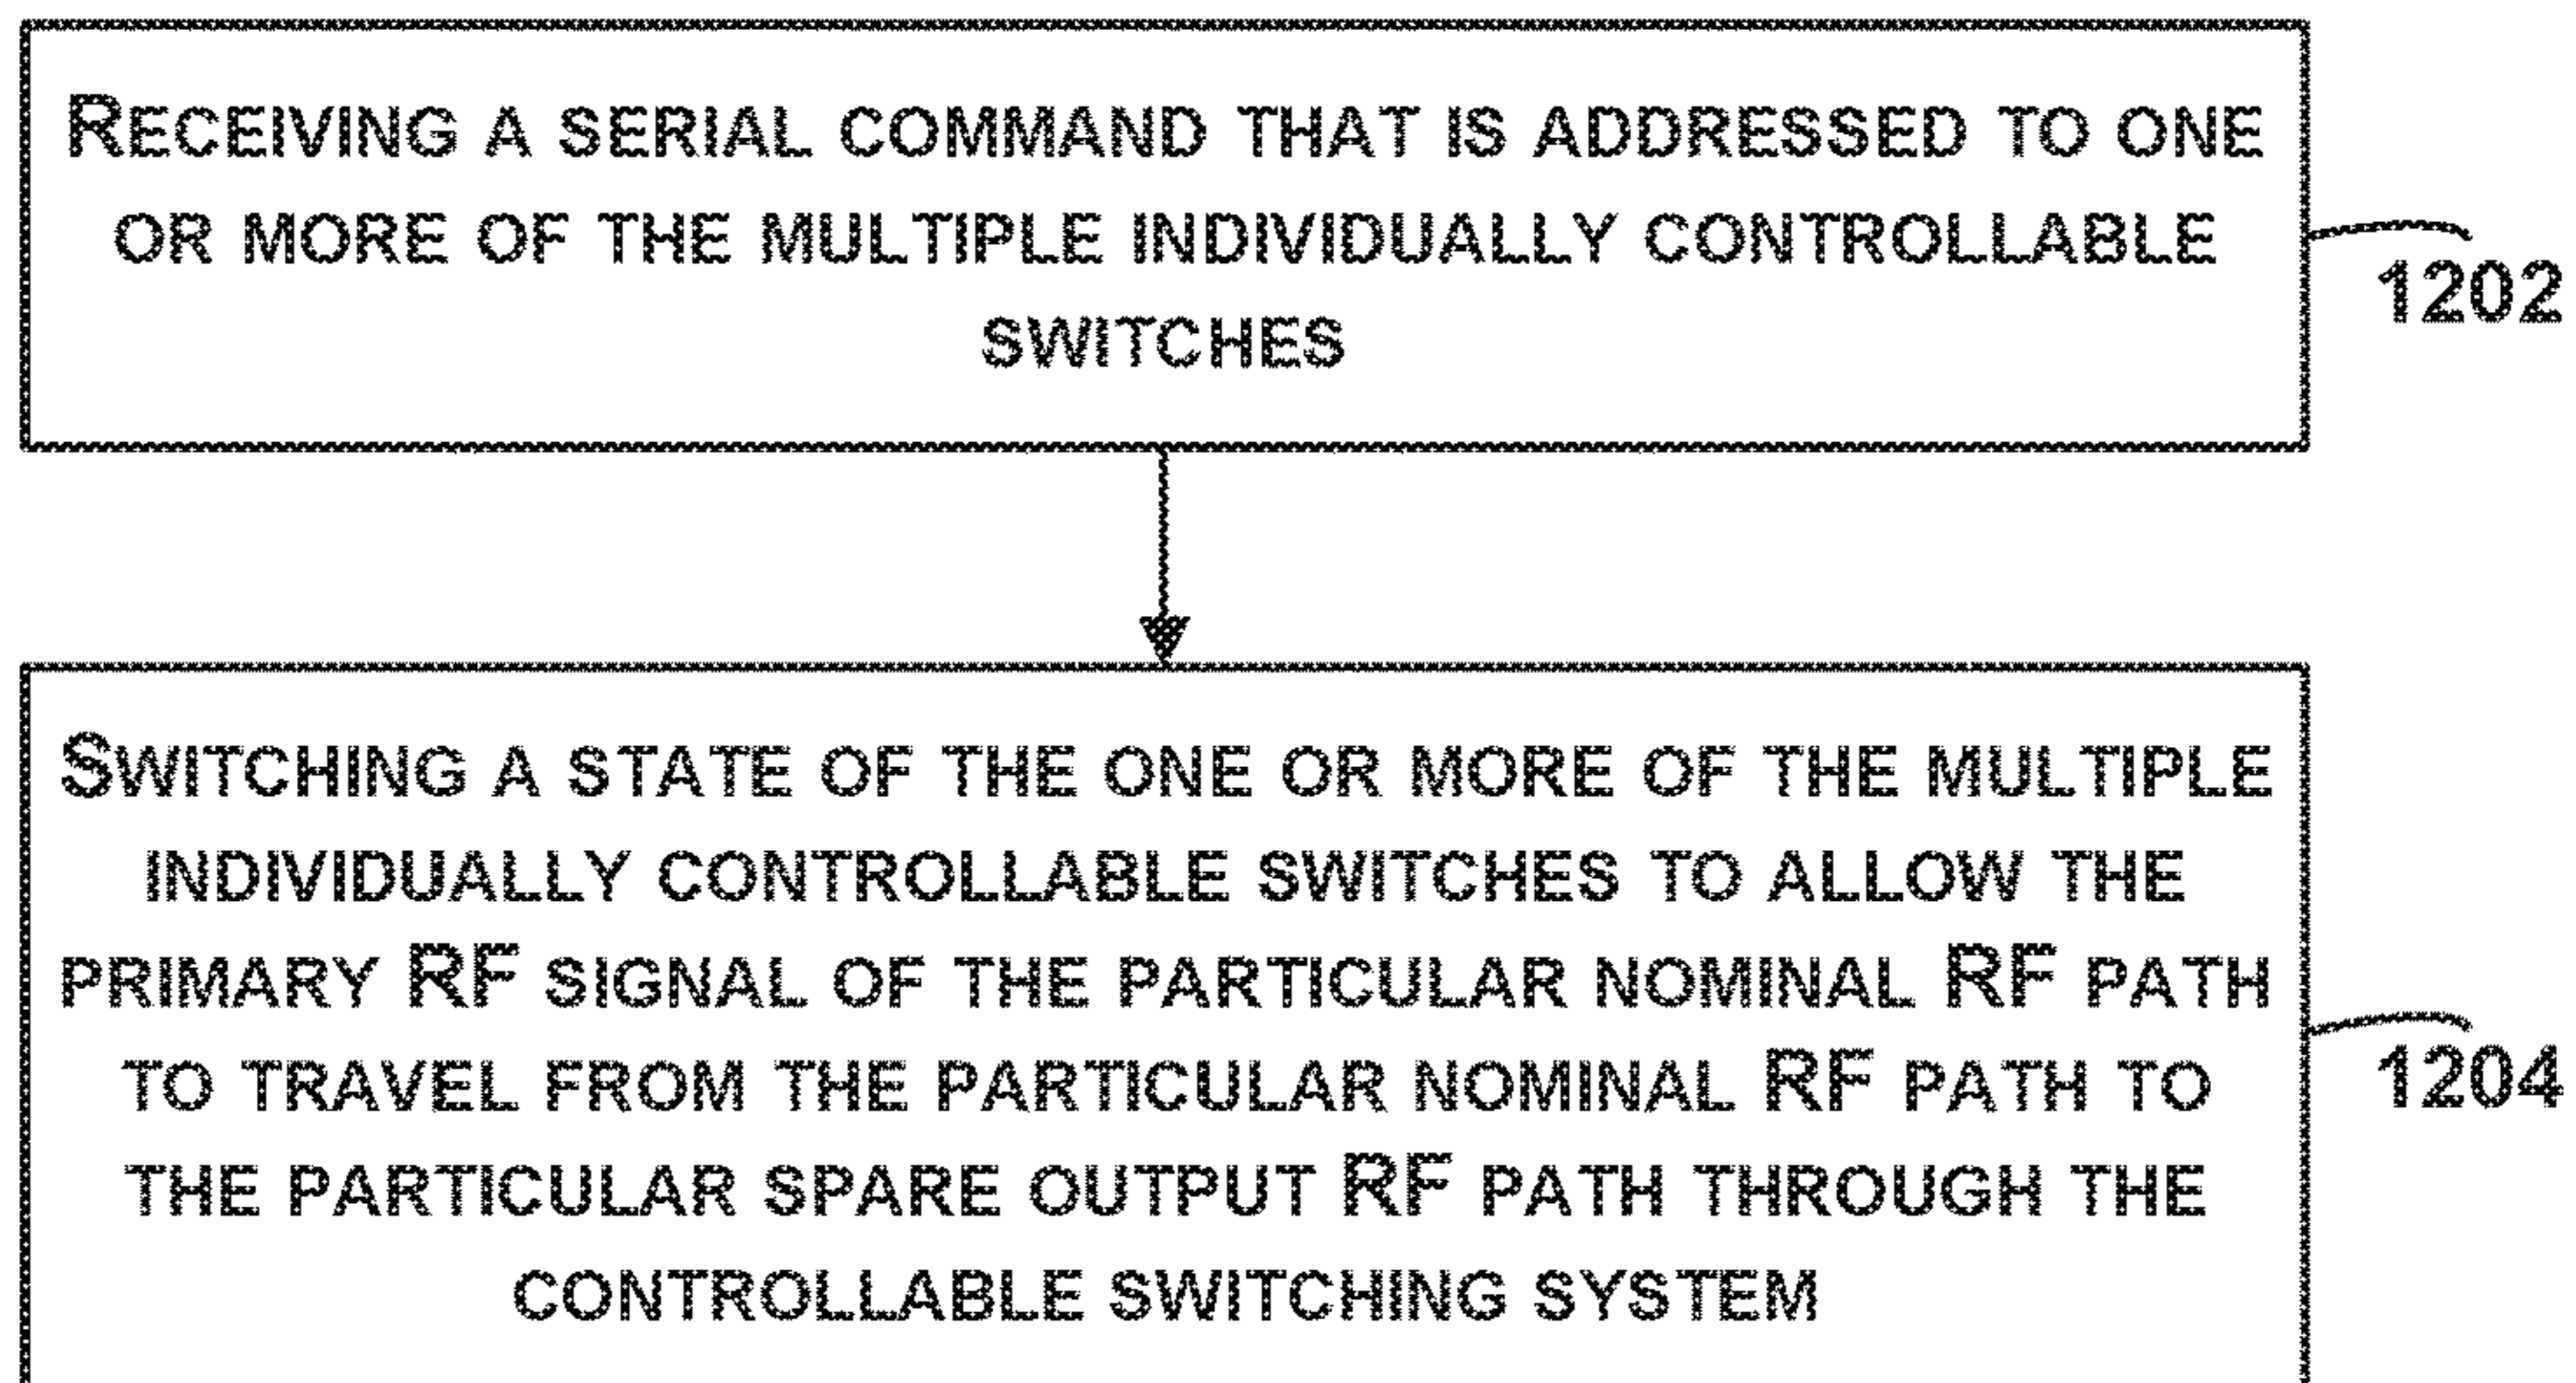 RECEIVING A SERIAL COMMAND THAT IS ADDRESSED TO ONE
OR MORE OF THE MULTIPLE INDIVIDUALLY CONTROLLABLE
SWITCHES
1202
SWITCHING A STATE OF THE ONE OR MORE OF THE MULTIPLE
INDIVIDUALLY CONTROLLABLE SWITCHES TO ALLOW THE
PRIMARY RF SIGNAL OF THE PARTICULAR NOMINAL RF PATH
TO TRAVEL FROM THE PARTICULAR NOMINAL RF PATH TO
THE PARTICULAR SPARE OUTPUT RF PATH THROUGH THE
CONTROLLABLE SWITCHING SYSTEM
1204